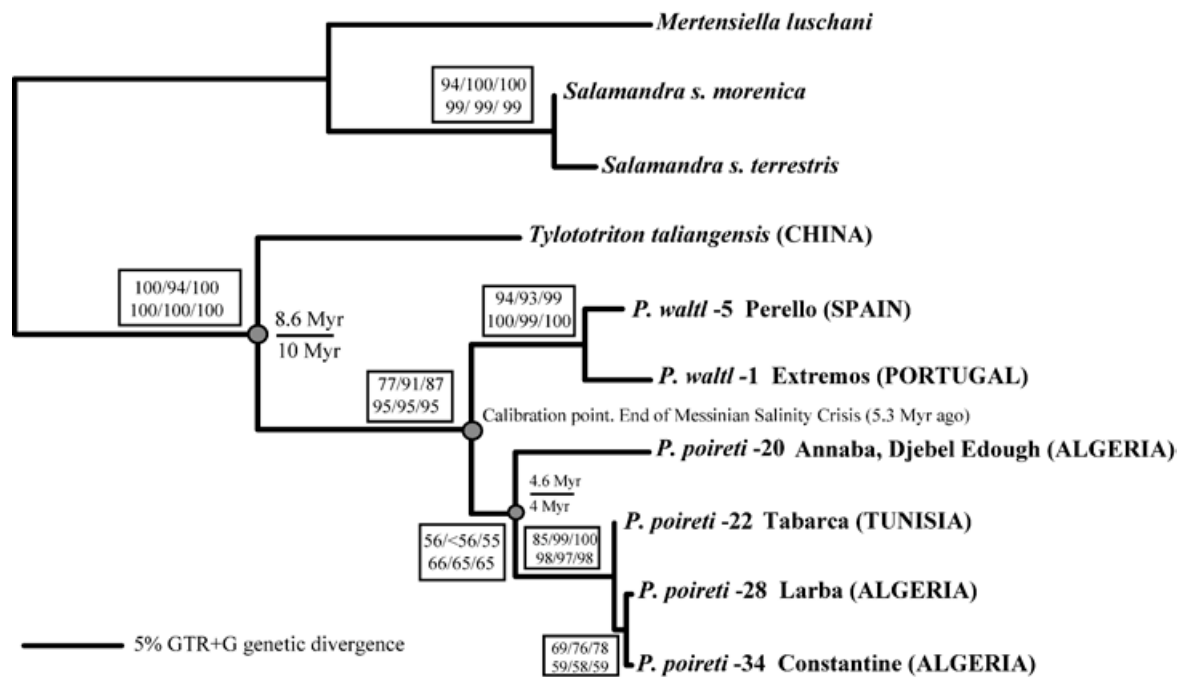 Mertensiella luschani
94/100/100
99/ 99/ 99
Salamandra s. morenica
Salamandra s. terrestris
Tylototriton taliangensis (CHINA)
100/94/100
100/100/100
8.6 Myr
10 Myr
94/93/99
100/99/100
P. waltl -5 Perello (SPAIN)
P. waltl -1 Extremos (PORTUGAL)
77/91/87
95/95/95
Calibration point. End of Messinian Salinity Crisis (5.3 Myr ago)
P. poireti -20 Annaba, Djebel Edough (ALGERIA)
4.6 Myr
4 Myr
56/<56/55
66/65/65
85/99/100
98/97/98
P. poireti -22 Tabarca (TUNISIA)
P. poireti -28 Larba (ALGERIA)
69/76/78
59/58/59
P. poireti -34 Constantine (ALGERIA)
5% GTR+G genetic divergence